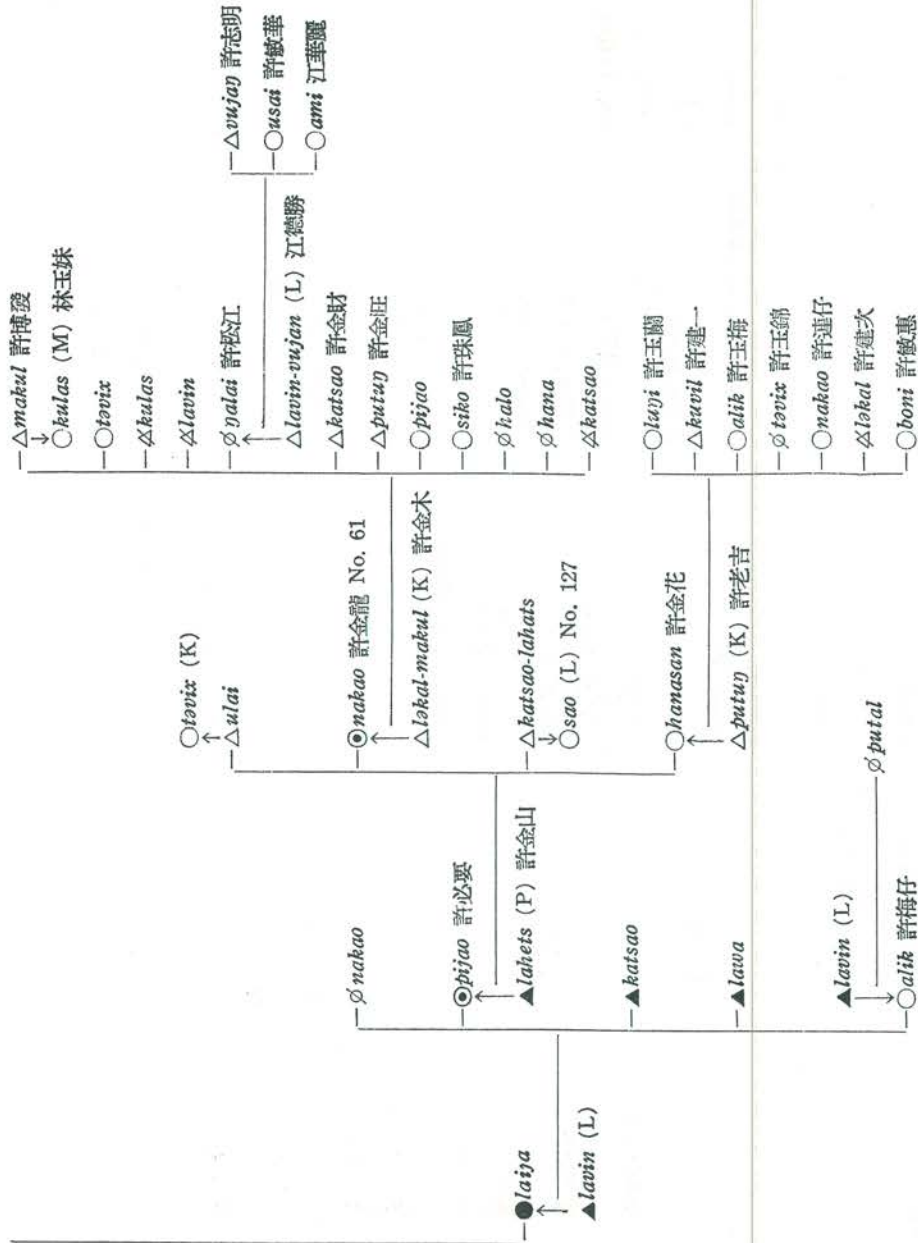 laiŋa
lavin (L)
nakao
pijao 許必要
lahets (P) 許金山
katsao
lawa
lavin (L)
alik 許梅仔
təvix (K)
ulai
nakao 許金龍 No. 61
ləkal-makul (K) 許金木
katsao-lahats
sao (L) No. 127
hanasan 許金花
putuŋ (K) 許老吉
putal
makul 許博發
kulas (M) 林玉妹
təvix
kulas
lavin
ŋalai 許松江
lavin-vujan (L) 江德勝
katsao 許金財
putuŋ 許金旺
pijao
siko 許珠鳳
halo
hana
katsao
luŋi 許玉蘭
kuvil 許建一
alik 許玉梅
təvix 許玉錦
nakao 許連仔
ləkal 許建次
boni 許敏惠
vujaŋ 許志明
usai 許敏華
ami 江華麗